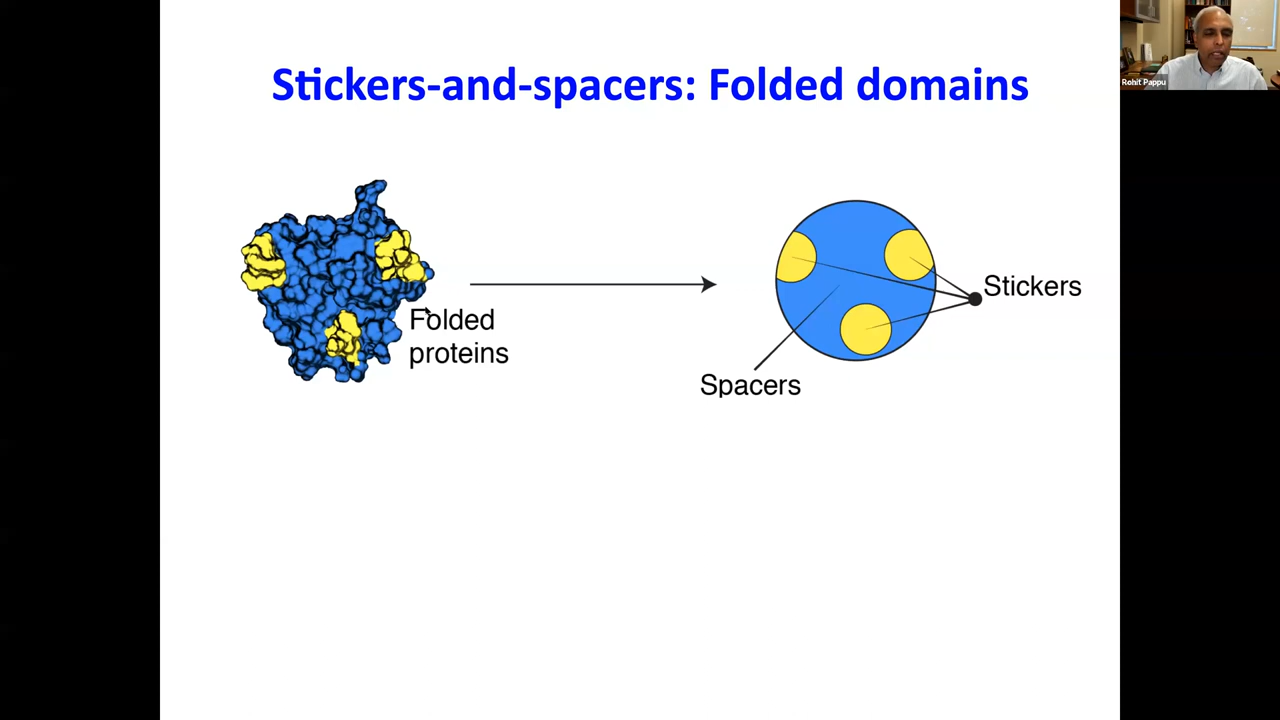 Stickers-and-spacers: Folded domains
Rohit Pappu
Folded
proteins
Stickers
Spacers